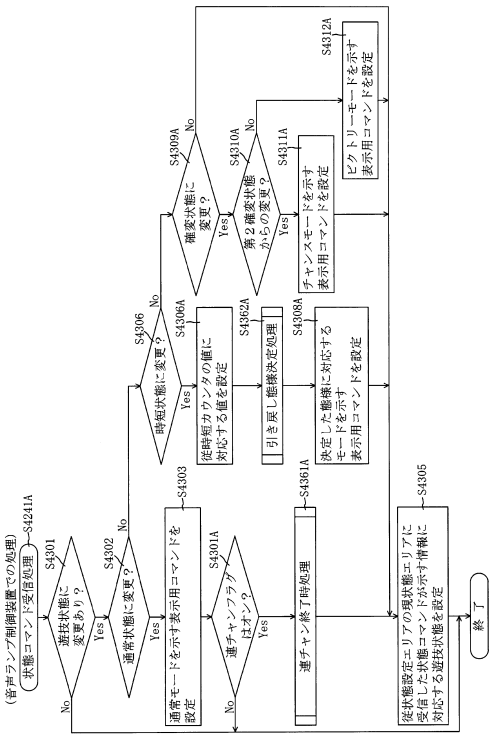 (音声ランプ制御装置での処理)
状態コマンド受信処理
S4241A
S4301
遊技状態に
変更あり?
No
Yes
S4302
通常状態に変更?
No
Yes
S4303
通常モードを示す表示用コマンドを
設定
S4301A
連チャンフラグ
はオン?
No
Yes
S4361A
連チャン終了時処理
S4305
従状態設定エリアの現状態エリアに
受信した状態コマンドが示す情報に
対応する遊技状態を設定
終了
S4306
時短状態に変更?
No
Yes
S4306A
従時短カウンタの値に
対応する値を設定
S4362A
引き戻し態様決定処理
S4308A
決定した態様に対応する
モードを示す
表示用コマンドを設定
S4309A
確変状態に
変更?
No
Yes
S4310A
第2確変状態
からの変更?
No
Yes
S4311A
チャンスモードを示す
表示用コマンドを設定
S4312A
ビクトリーモードを示す
表示用コマンドを設定